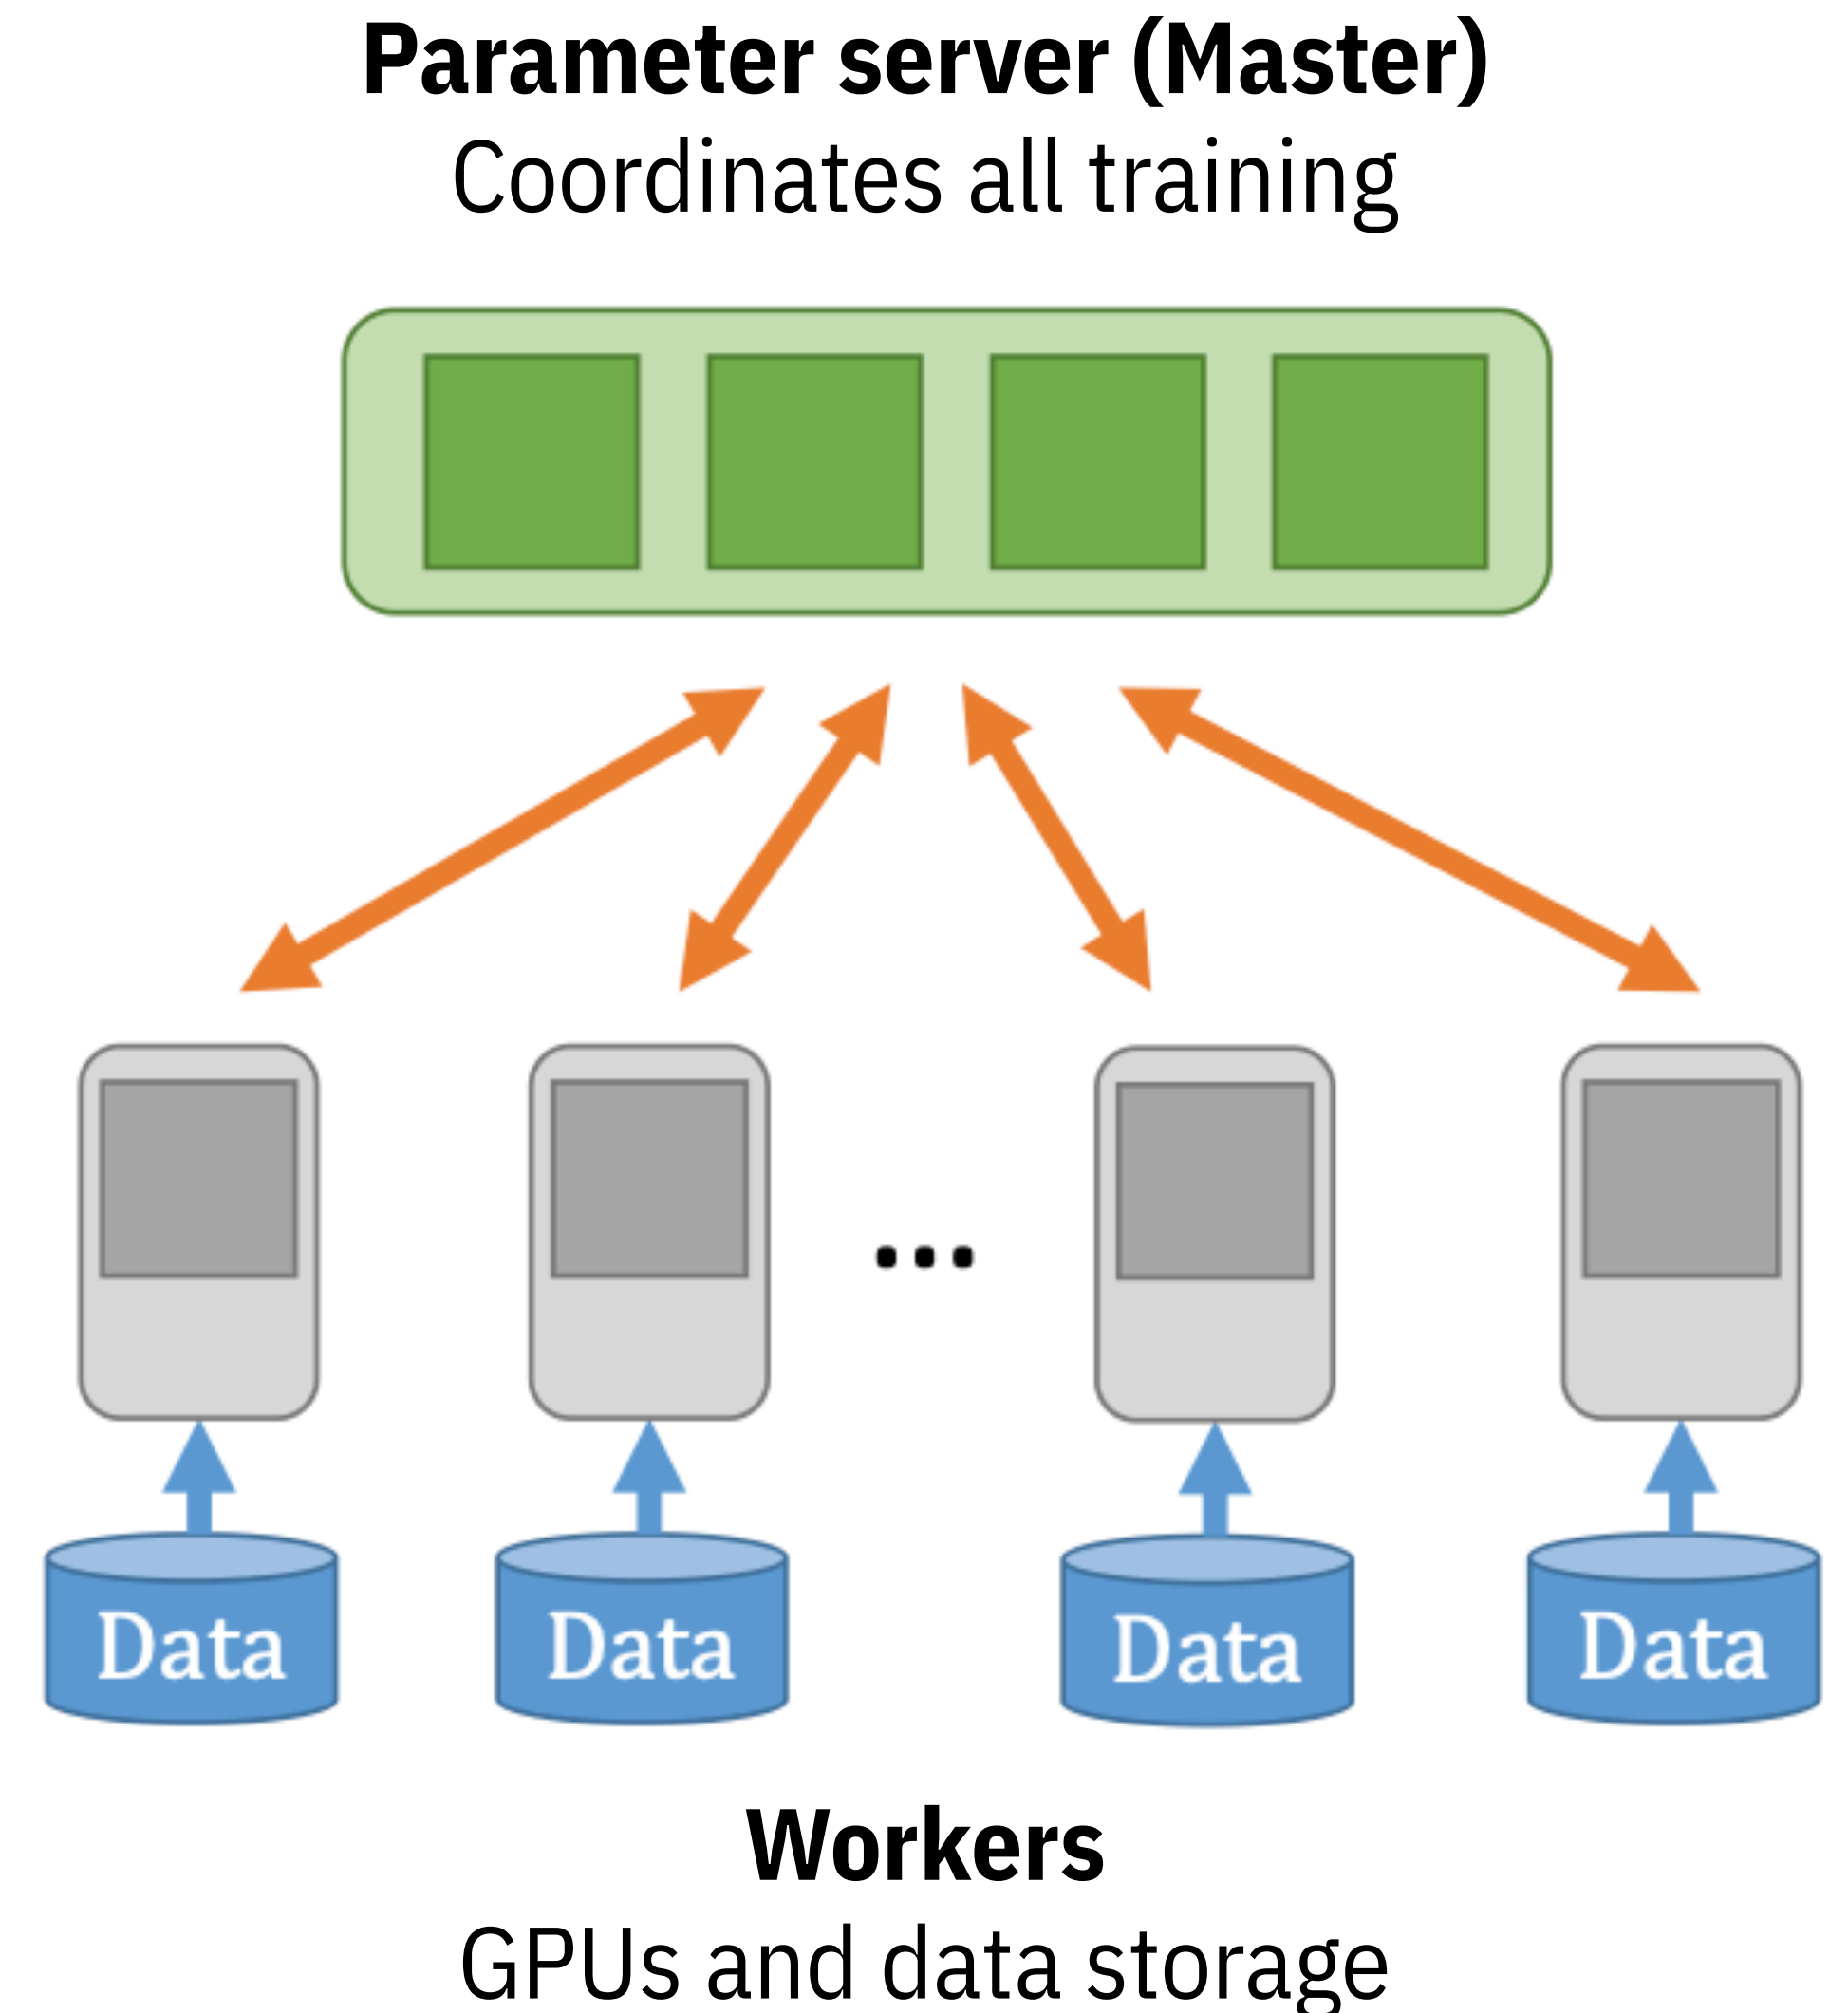 Parameter server (Master)
Coordinates all training
...
Data
Data
Data
Data
Workers
GPUs and data storage